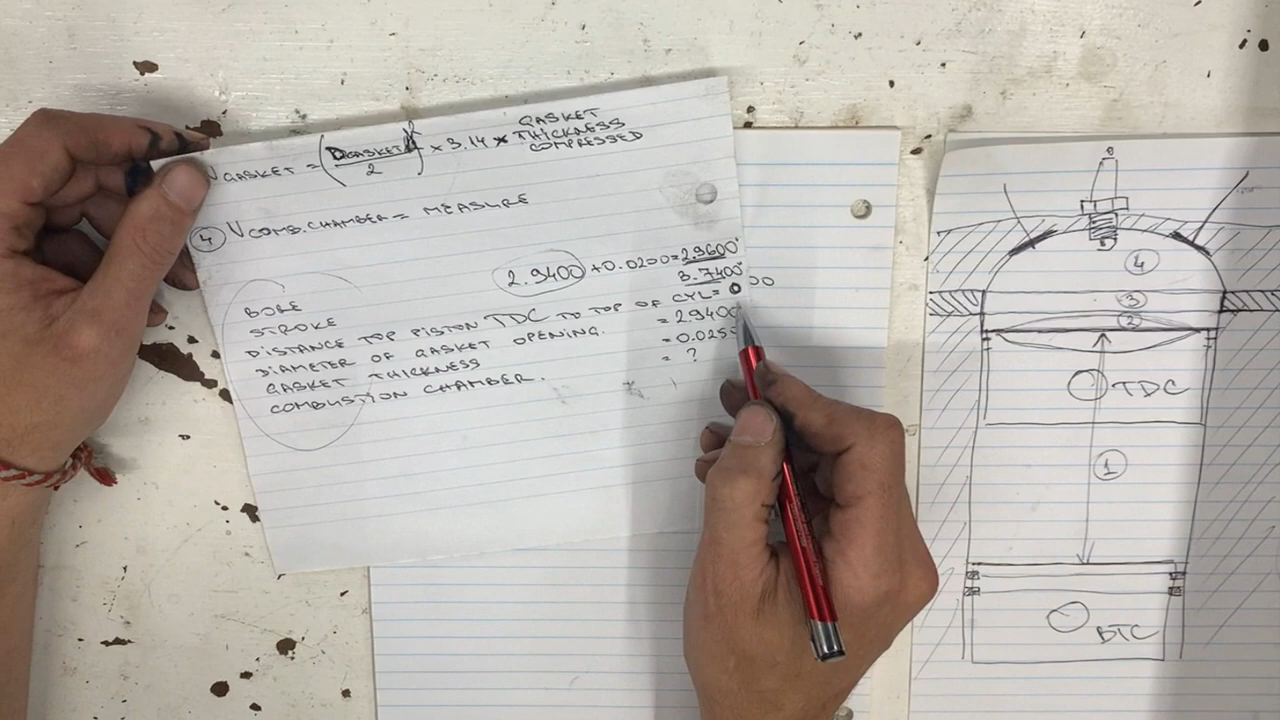 V GASKET = (D GASKET / 2)² × 3.14 × GASKET THICKNESS COMPRESSED
④ V COMB. CHAMBER = MEASURE
BORE 2.9400 + 0.0200 = 2.9600"
STROKE 3.7400"
DISTANCE TOP PISTON TDC TO TOP OF CYL = 0 00
DIAMETER OF GASKET OPENING. = 2.9400
GASKET THICKNESS = 0.025
COMBUSTION CHAMBER. = ?
④
③
②
TDC
①
BTC